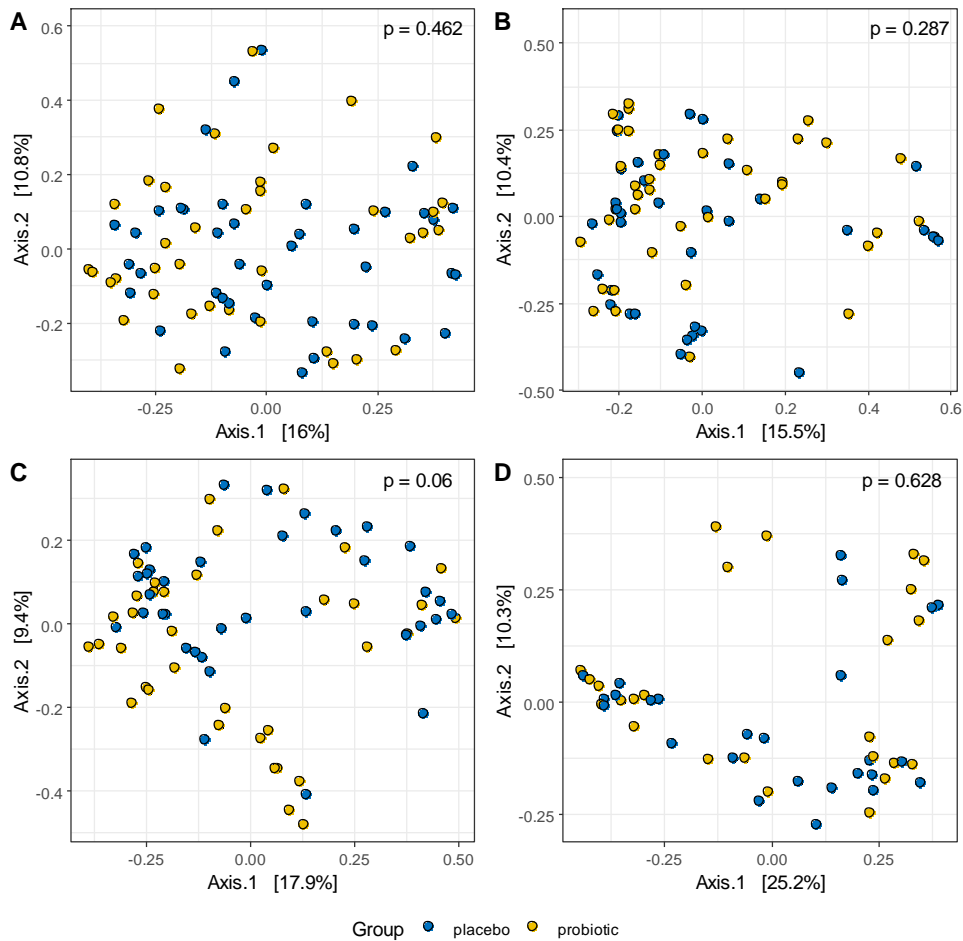 A
p = 0.462
0.6
0.4
0.2
0.0
-0.2
Axis.2 [10.8%]
-0.25
0.00
0.25
Axis.1 [16%]
B
p = 0.287
0.50
0.25
0.00
-0.25
-0.50
Axis.2 [10.4%]
-0.2
0.0
0.2
0.4
0.6
Axis.1 [15.5%]
C
p = 0.06
0.2
0.0
-0.2
-0.4
Axis.2 [9.4%]
-0.25
0.00
0.25
0.50
Axis.1 [17.9%]
D
p = 0.628
0.50
0.25
0.00
-0.25
Axis.2 [10.3%]
-0.25
0.00
0.25
Axis.1 [25.2%]
Group placebo probiotic